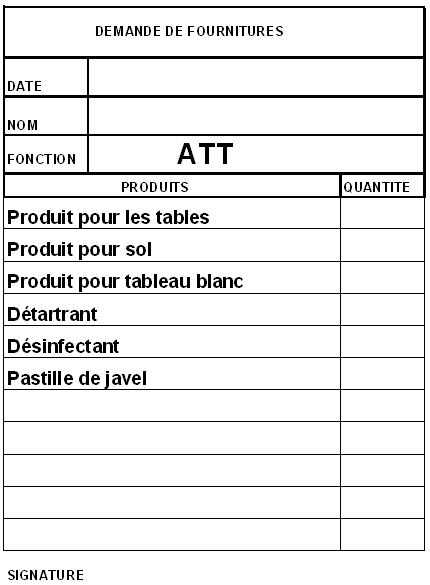 DEMANDE DE FOURNITURES
DATE
NOM
FONCTION ATT
PRODUITS QUANTITE
Produit pour les tables
Produit pour sol
Produit pour tableau blanc
Détartrant
Désinfectant
Pastille de javel
SIGNATURE